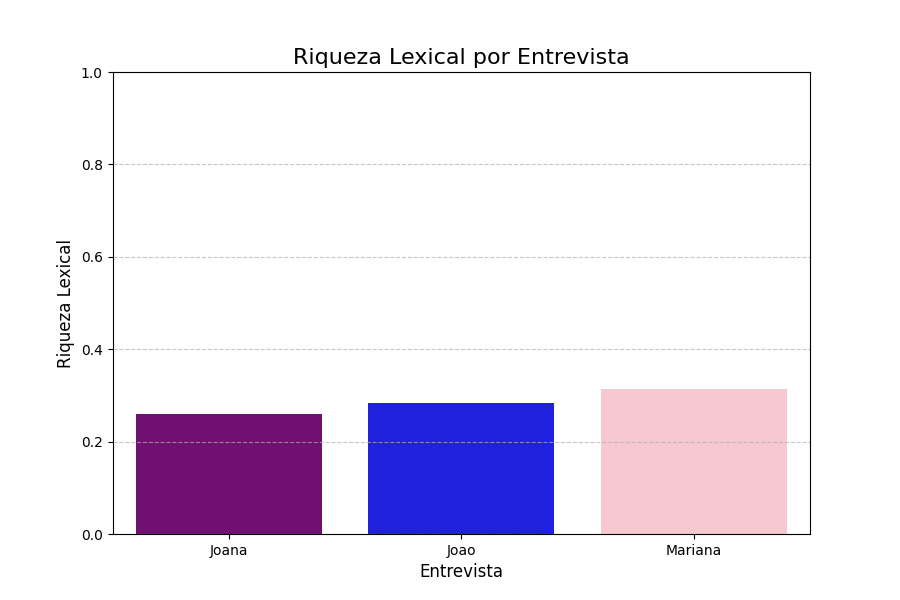 Riqueza Lexical por Entrevista
1.0
0.8
0.6
0.4
0.2
0.0
Riqueza Lexical
Joana
Joao
Mariana
Entrevista